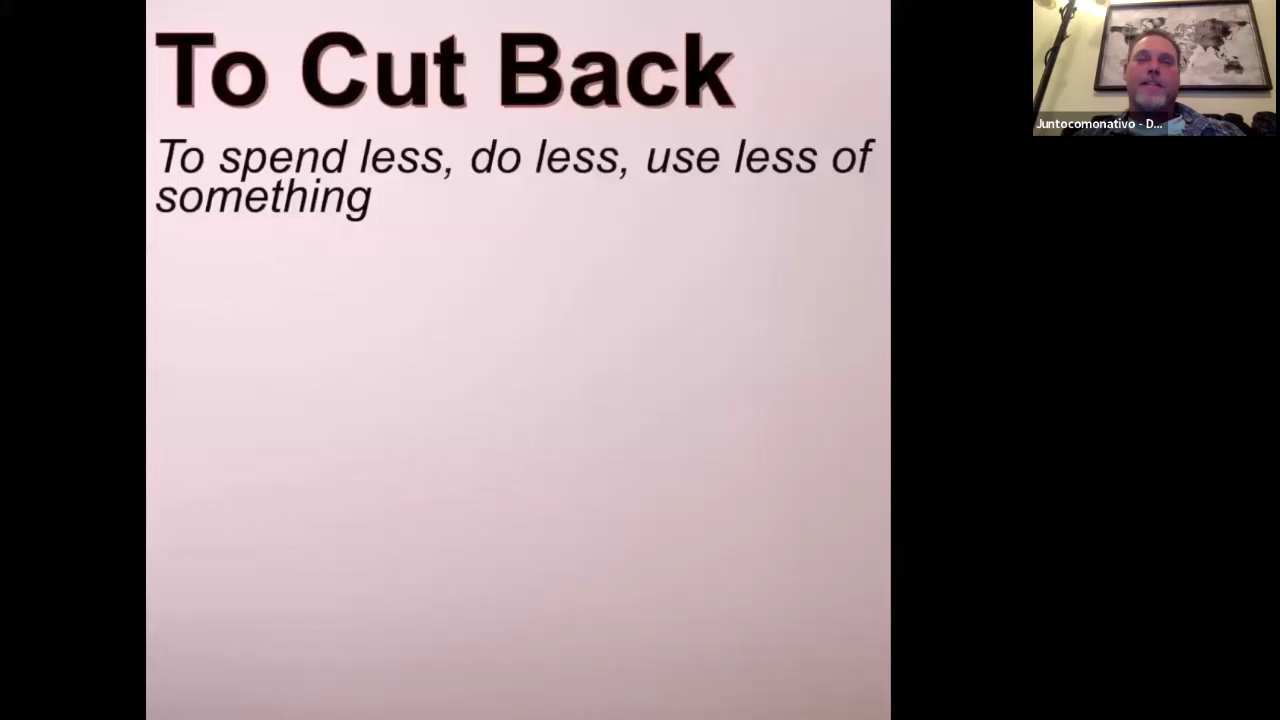 To Cut Back
To spend less, do less, use less of
something
Juntocomonativo - D...